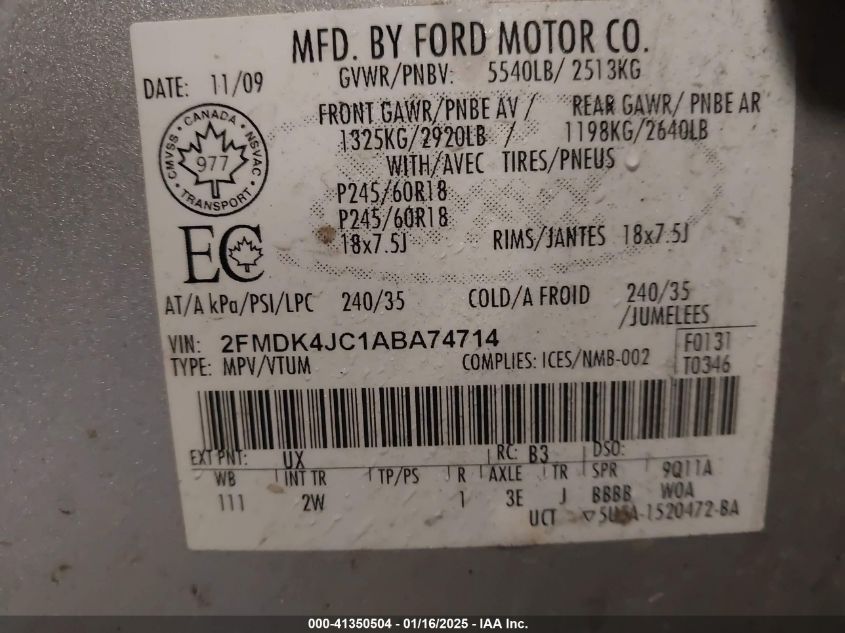 MFD. BY FORD MOTOR CO.
DATE: 11/09
GVWR/PNBV: 5540LB/ 2513KG
FRONT GAWR/PNBE AV / REAR GAWR/ PNBE AR
1325KG/2920LB / 1198KG/2640LB
WITH/AVEC TIRES/PNEUS
CANADA
CMVSS
NSVAC
977
TRANSPORT
P245/60R18
P245/60R18
18x7.5J RIMS/JANTES 18x7.5J
EC
AT/A kPa/PSI/LPC 240/35 COLD/A FROID 240/35
/JUMELEES
VIN: 2FMDK4JC1ABA74714
F0131
TYPE: MPV/VTUM COMPLIES: ICES/NMB-002
T0346
EXT PNT: UX RC: B3 DSO:
WB INT TR TP/PS R AXLE TR SPR 9Q11A
111 2W 1 3E J BBBB WOA
UCT ▽ 1520472-BA
000-41350504 - 01/16/2025 - IAA Inc.